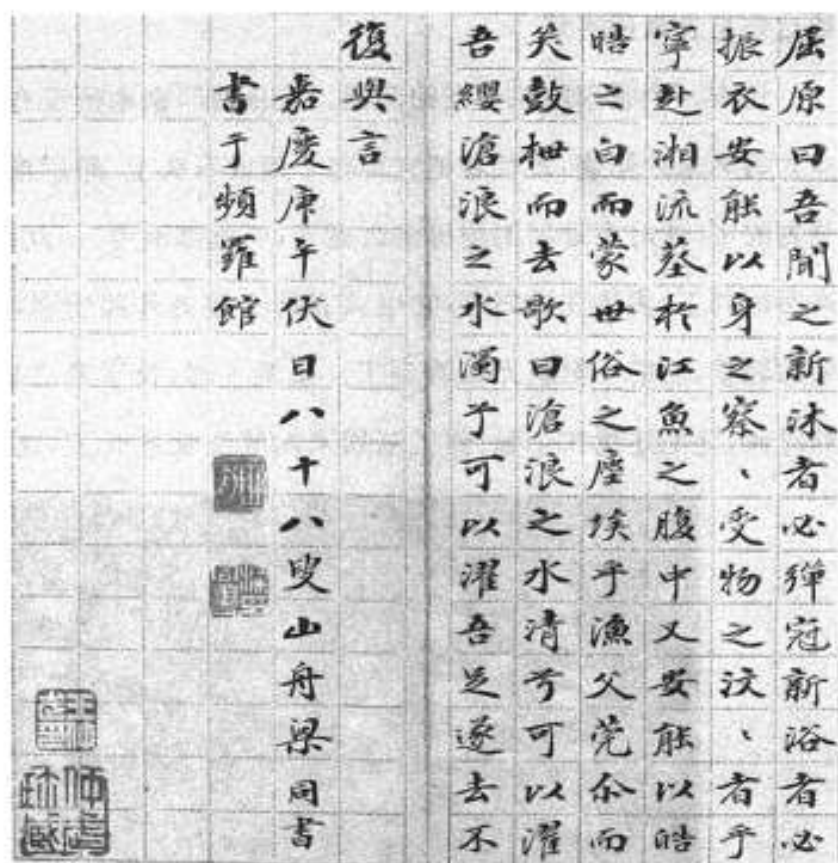 屈原曰吾聞之新沐者必彈冠新浴者必
振衣安能以身之察、受物之汶、者乎
寧赴湘流葬於江魚之腹中又安能以皓
皓之白而蒙世俗之塵埃乎漁父莞尒而
笑鼓枻而去歌曰滄浪之水清兮可以濯
吾纓滄浪之水濁兮可以濯吾足遂去不
復與言
嘉慶庚午伏日八十八叟山舟梁同書
書于頻羅館